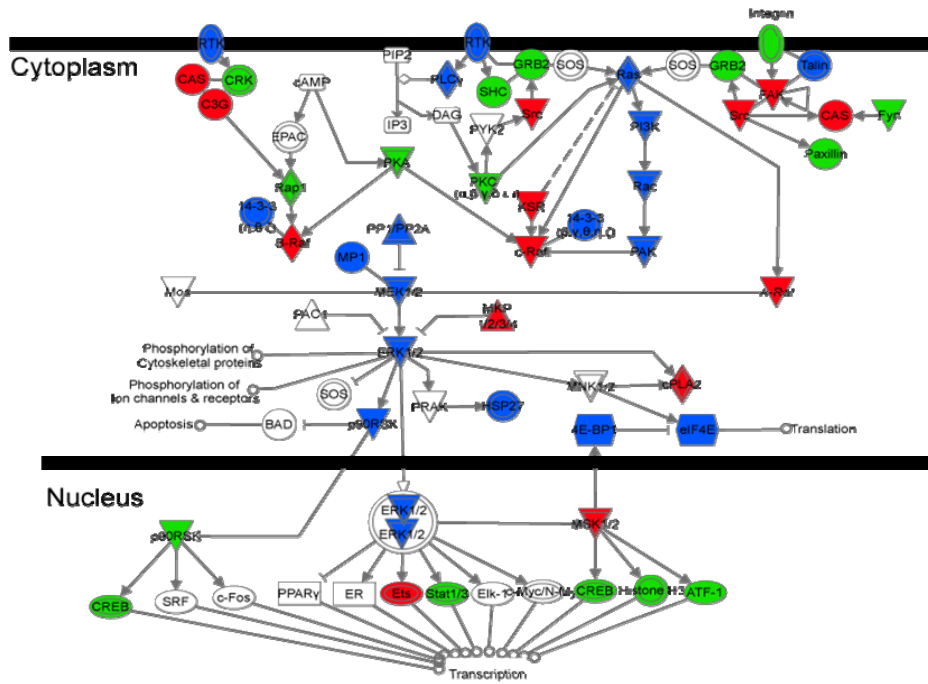 Integen
Cytoplasm
RTK
CAS
CRK
C3G
cAMP
EPAC
Rap1
14-3-3
(η,θ,ζ)
B-Raf
PKA
PIP2
IP3
DAG
RTK
PLCγ
GRB2
SOS
SHC
Src
PYK2
PKC
KSR
c-Raf
14-3-3
(β,γ,θ,η,ζ)
Ras
PI3K
Rac
PAK
SOS
GRB2
FAK
Talin
Src
CAS
Fyn
Paxillin
PP1/PP2A
MP1
Mos
MEK1/2
A-Raf
PAC1
MKP
1/2/3/4
ERK1/2
Phosphorylation of
Cytoskeletal proteins
Phosphorylation of
Ion channels & receptors
SOS
PRAK
HSP27
MNK1/2
cPLA2
Apoptosis
BAD
p90RSK
4E-BP1
eIF4E
Translation
Nucleus
p90RSK
ERK1/2
ERK1/2
MSK1/2
CREB
SRF
c-Fos
PPARγ
ER
Ets
Stat1/3
Elk-1
c-Myc/N-My
CREB
Histone H3
ATF-1
Transcription